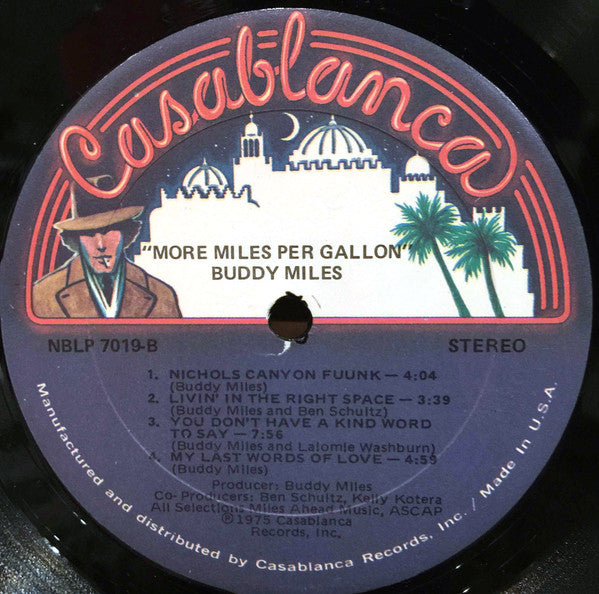 Casablanca
"MORE MILES PER GALLON"
BUDDY MILES
NBLP 7019-B
STEREO
1. NICHOLS CANYON FUUNK — 4:04
(Buddy Miles)
2. LIVIN' IN THE RIGHT SPACE — 3:39
(Buddy Miles and Ben Schultz)
3. YOU DON'T HAVE A KIND WORD
TO SAY — 7:56
(Buddy Miles and Lalomie Washburn)
4. MY LAST WORDS OF LOVE — 4:59
(Buddy Miles)
Producer: Buddy Miles
Co-Producers: Ben Schultz, Kelly Kotera
All Selections Miles Ahead Music, ASCAP
℗1975 Casablanca
Records, Inc.
Manufactured and distributed by Casablanca Records, Inc. / Made In U.S.A.